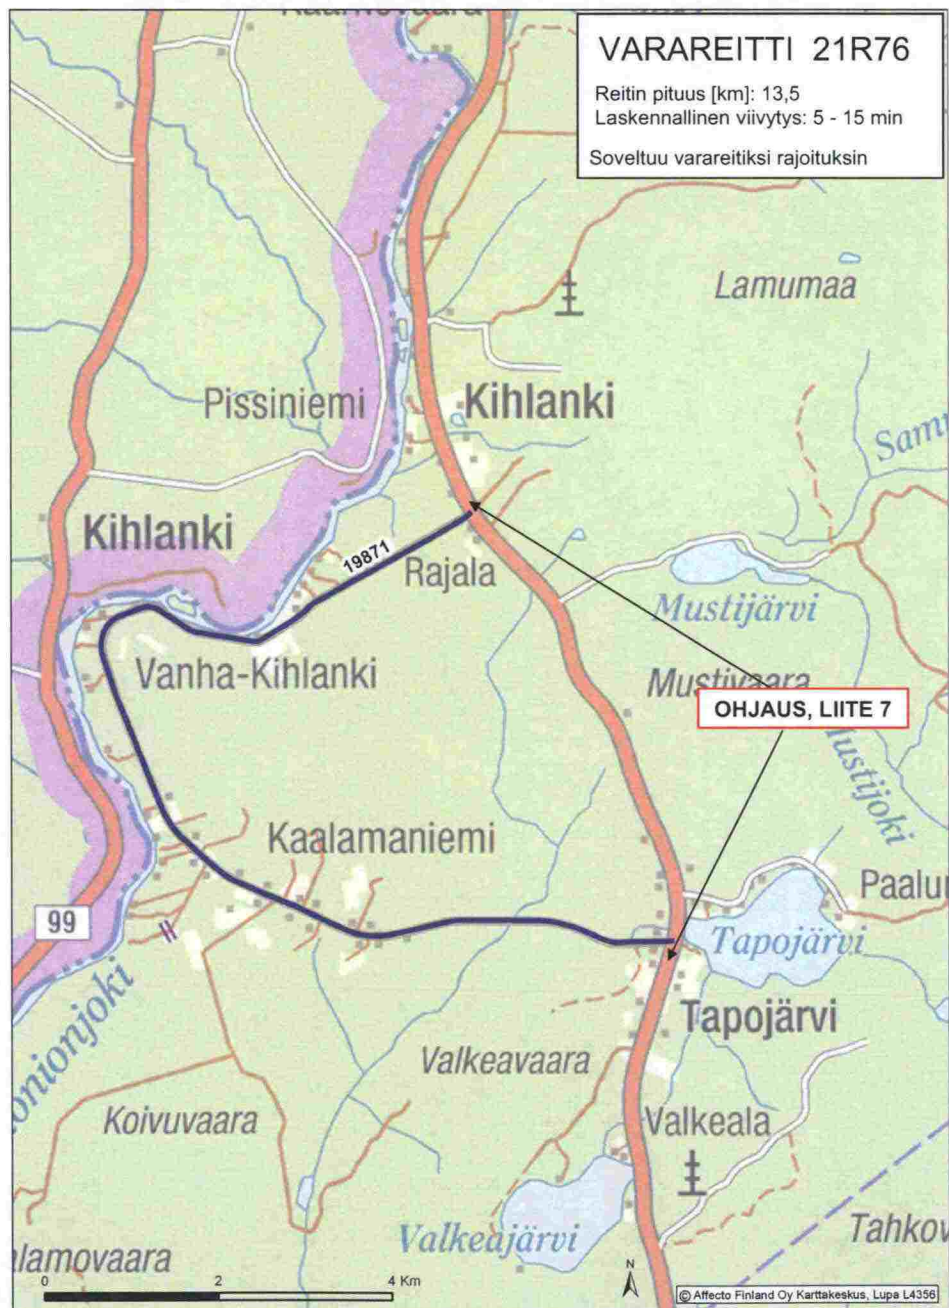 VARAREITTI 21R76
Reitin pituus [km]: 13,5
Laskennallinen viivytys: 5 - 15 min
Soveltuu varareitiksi rajoituksin
Lamumaa
Pissiniemi
Kihlanki
Kihlanki
19871
Rajala
Mustijärvi
Vanha-Kihlanki
Mustivaara
OHJAUS, LIITE 7
Mustijoki
Kaalamaniemi
99
Tapojärvi
Tapojärvi
Valkeavaara
Koivuvaara
Valkeala
Valkeajärvi
0 2 4 Km
N
© Affecto Finland Oy Karttakeskus, Lupa L4356